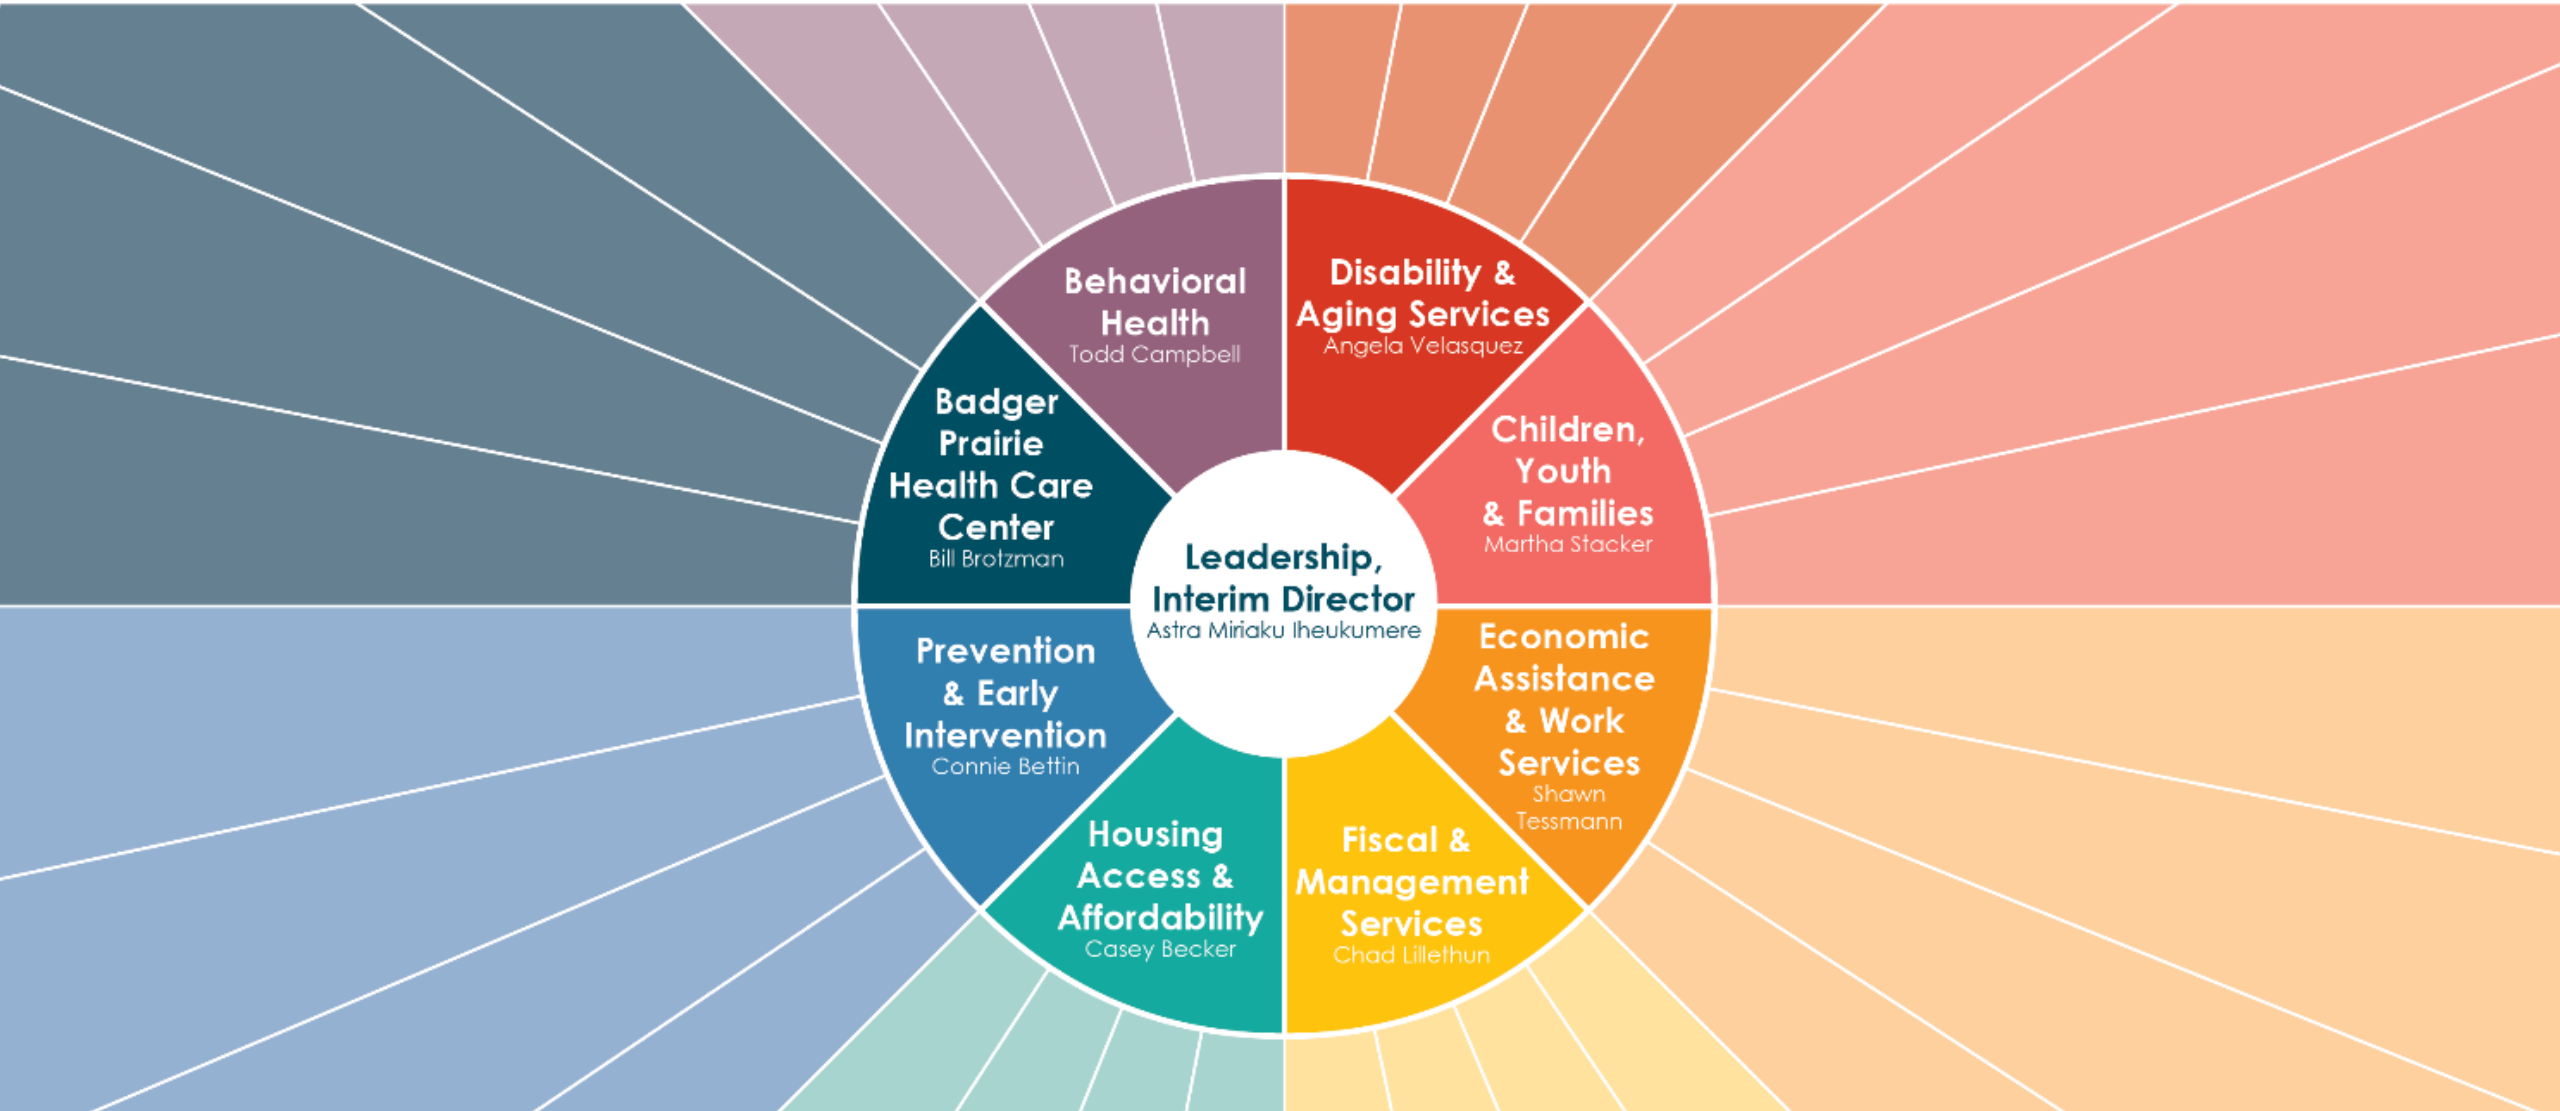 Behavioral
Health
Todd Campbell
Disability &
Aging Services
Angela Velasquez
Children,
Youth
& Families
Martha Stacker
Economic
Assistance
& Work
Services
Shawn
Tessmann
Fiscal &
Management
Services
Chad Lillethun
Housing
Access &
Affordability
Casey Becker
Prevention
& Early
Intervention
Connie Bettin
Badger
Prairie
Health Care
Center
Bill Brotzman
Leadership,
Interim Director
Astra Miriaku Iheukumere